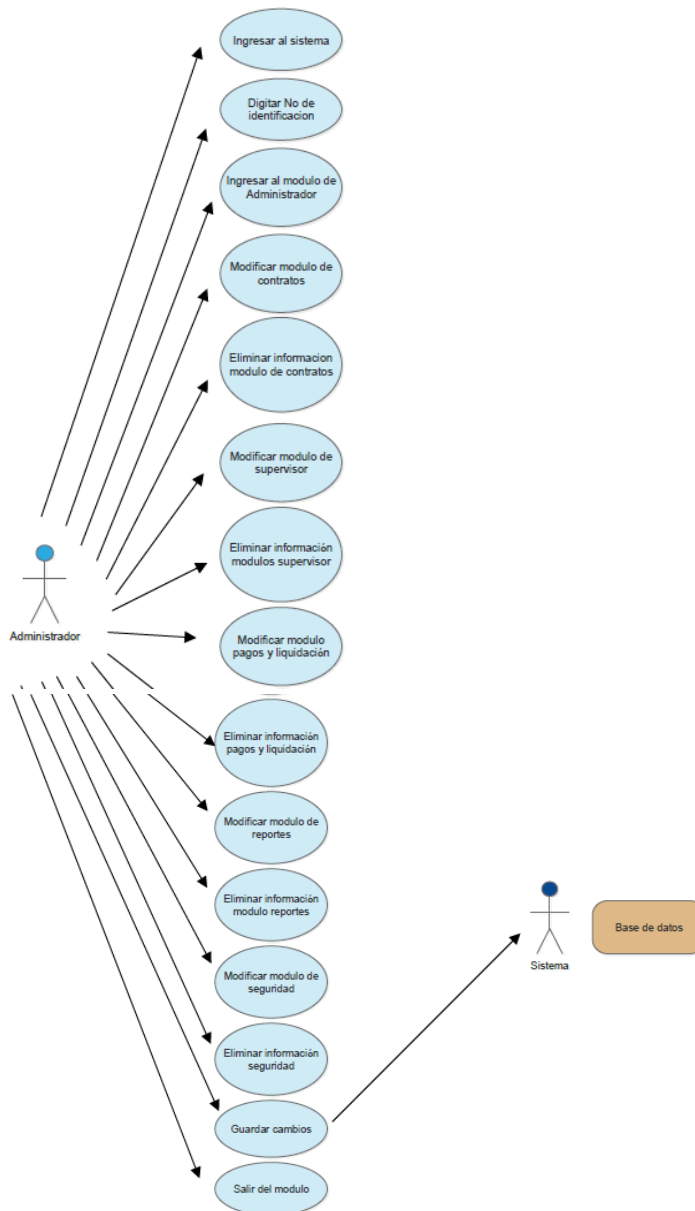 Ingresar al sistema
Digitar No de
identificacion
Ingresar al modulo de
Administrador
Modificar modulo de
contratos
Eliminar informacion
modulo de contratos
Modificar modulo de
supervisor
Eliminar información
modulos supervisor
Administrador
Modificar modulo
pagos y liquidación
Eliminar información
pagos y liquidación
Modificar modulo de
reportes
Eliminar información
modulo reportes
Base de datos
Sistema
Modificar modulo de
seguridad
Eliminar información
seguridad
Guardar cambios
Salir del modulo